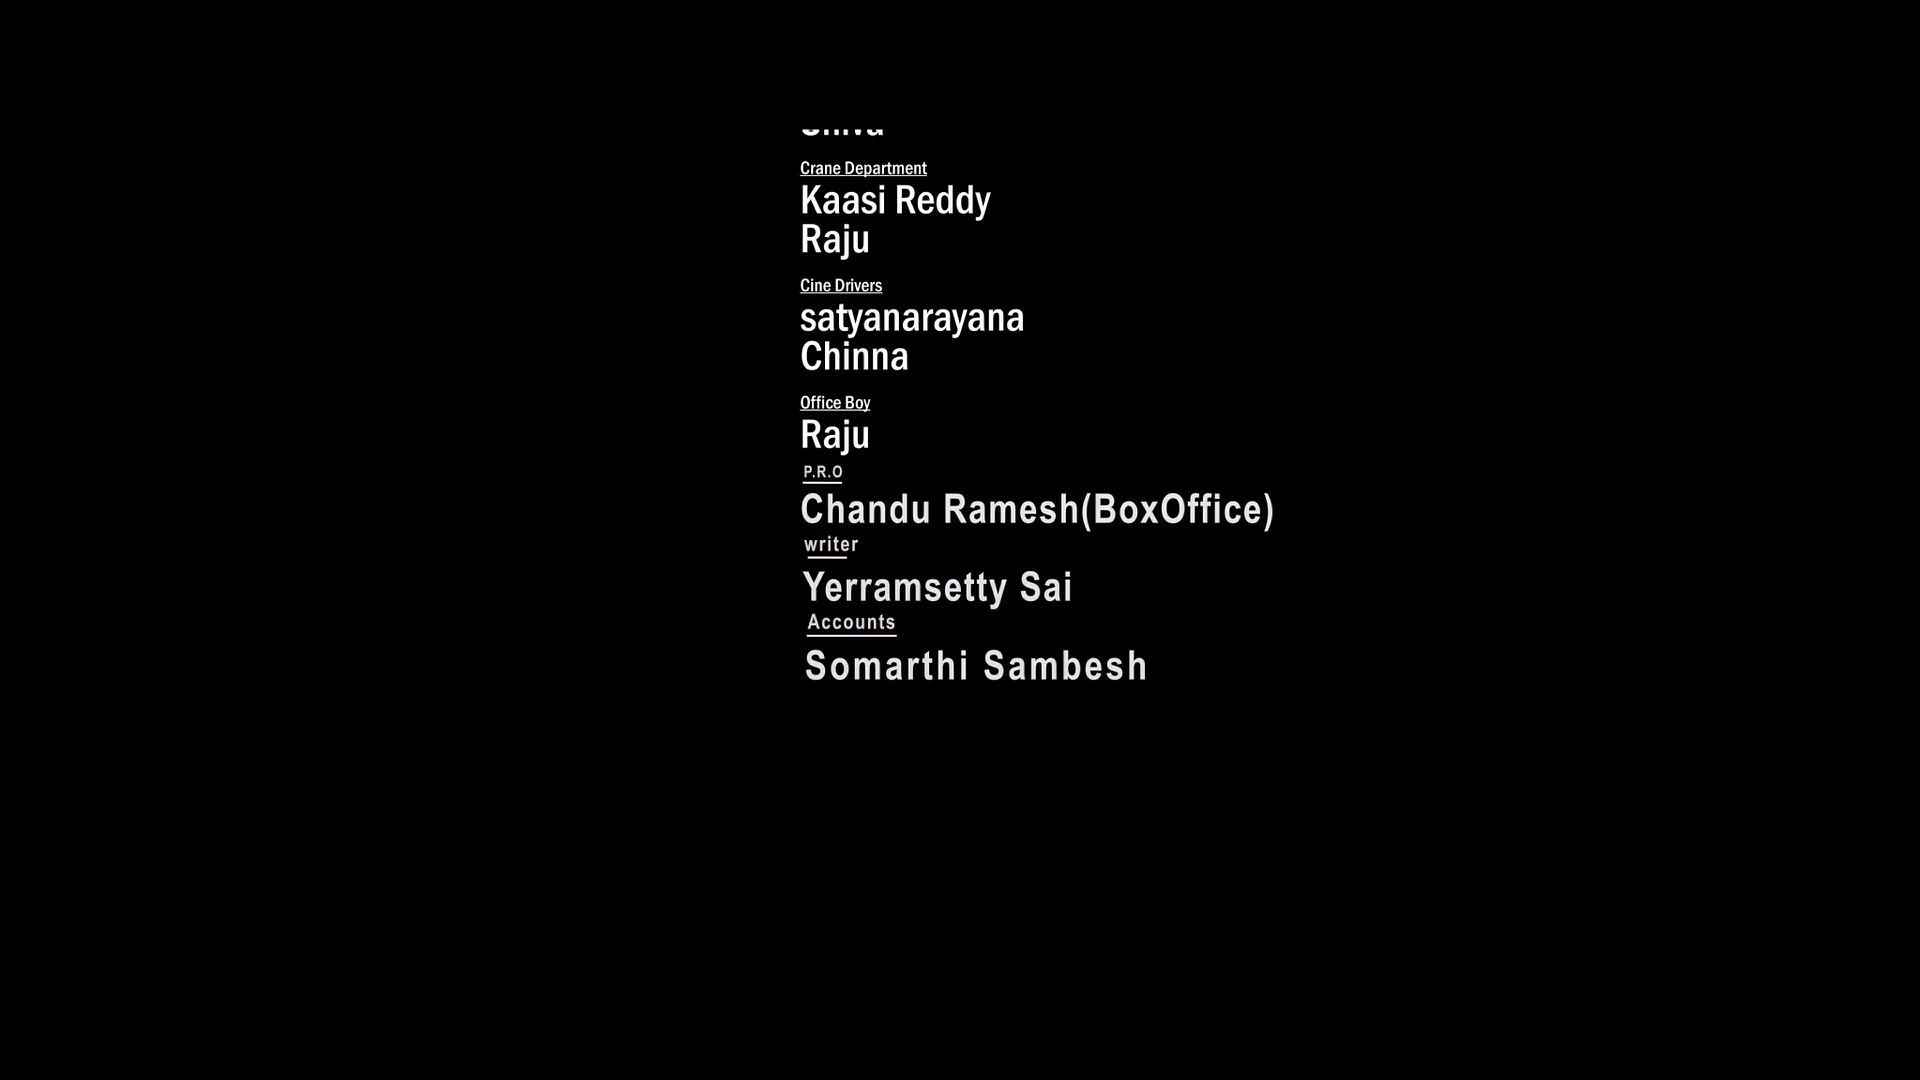 Crane Department
Kaasi Reddy
Raju
Cine Drivers
satyanarayana
Chinna
Office Boy
Raju
P.R.O
Chandu Ramesh(BoxOffice)
writer
Yerramsetty Sai
Accounts
Somarthi Sambesh